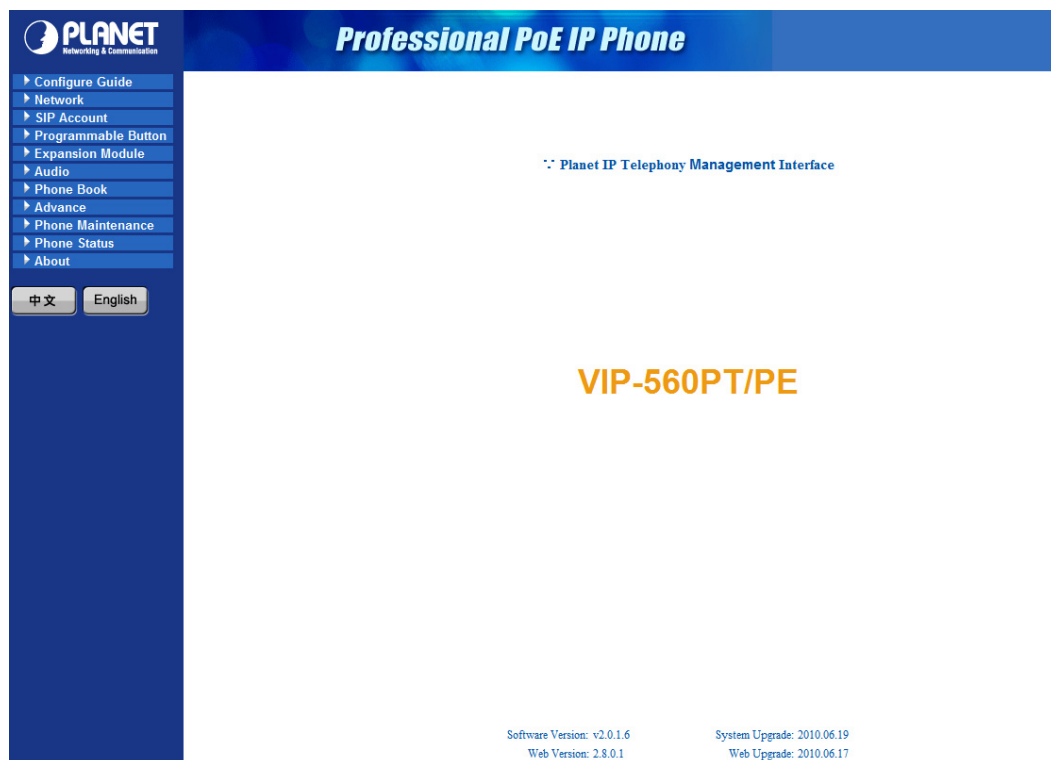 PLANET
Networking & Communication
Professional PoE IP Phone
Configure Guide
Network
SIP Account
Programmable Button
Expansion Module
Audio
Phone Book
Advance
Phone Maintenance
Phone Status
About
中文 English
Planet IP Telephony Management Interface
VIP-560PT/PE
Software Version: v2.0.1.6 System Upgrade: 2010.06.19
Web Version: 2.8.0.1 Web Upgrade: 2010.06.17